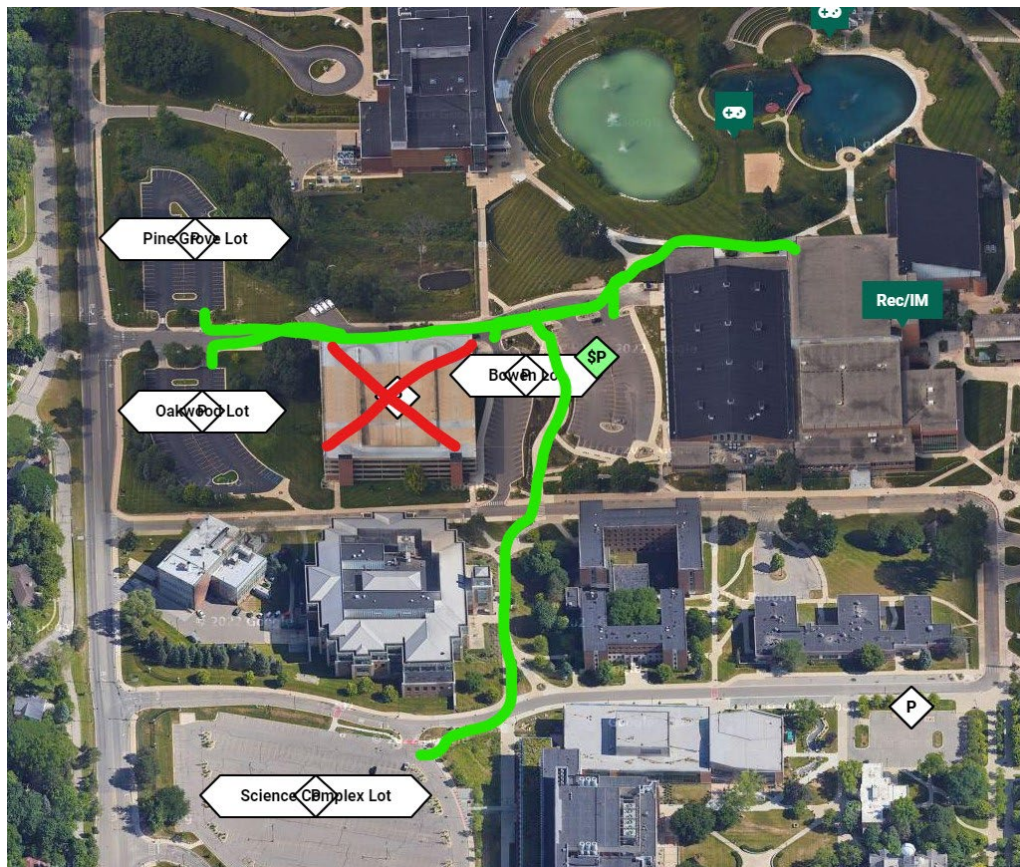 Pine Grove Lot
P
Rec/IM
$P
Bowen Lot
P
Oakwood Lot
P
P
Science Complex Lot
P